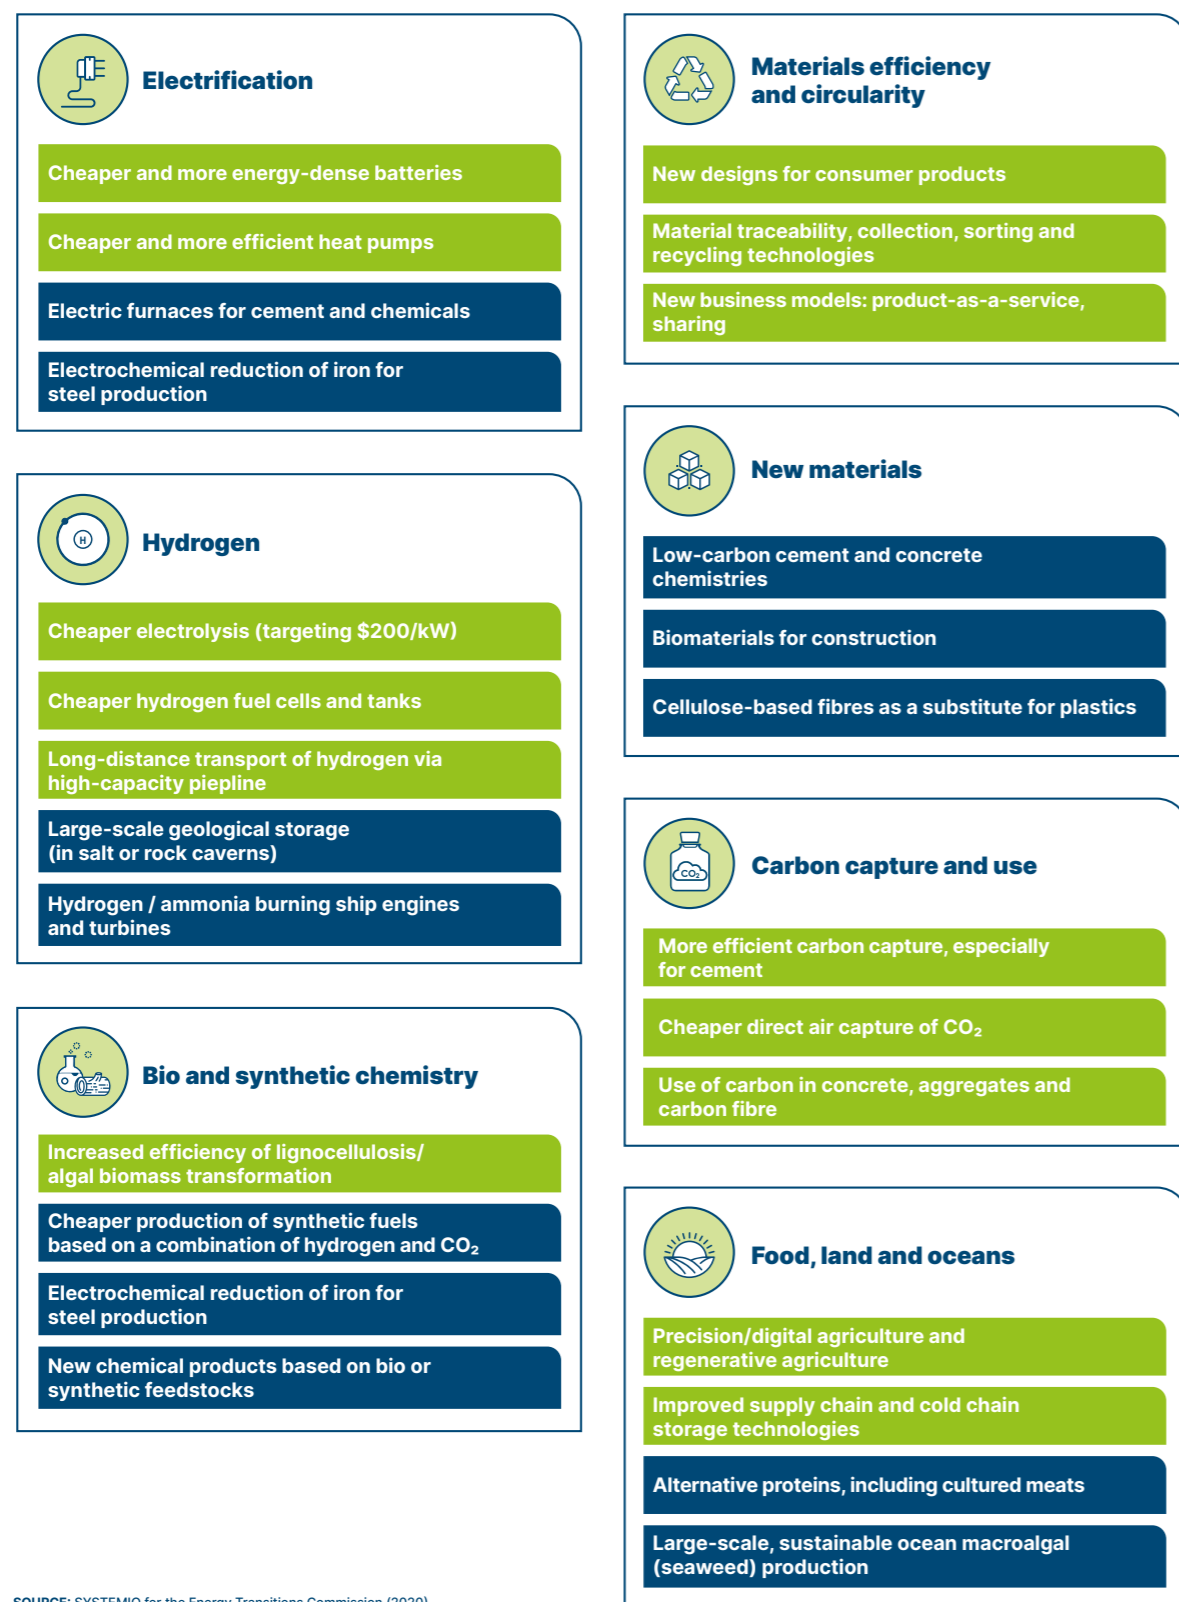 Electrification
Cheaper and more energy-dense batteries
Cheaper and more efficient heat pumps
Electric furnaces for cement and chemicals
Electrochemical reduction of iron for
steel production
H
Hydrogen
Cheaper electrolysis (targeting $200/kW)
Cheaper hydrogen fuel cells and tanks
Long-distance transport of hydrogen via
high-capacity piepline
Large-scale geological storage
(in salt or rock caverns)
Hydrogen / ammonia burning ship engines
and turbines
Bio and synthetic chemistry
Increased efficiency of lignocellulosis/
algal biomass transformation
Cheaper production of synthetic fuels
based on a combination of hydrogen and CO₂
Electrochemical reduction of iron for
steel production
New chemical products based on bio or
synthetic feedstocks
Materials efficiency
and circularity
New designs for consumer products
Material traceability, collection, sorting and
recycling technologies
New business models: product-as-a-service,
sharing
New materials
Low-carbon cement and concrete
chemistries
Biomaterials for construction
Cellulose-based fibres as a substitute for plastics
CO₂
Carbon capture and use
More efficient carbon capture, especially
for cement
Cheaper direct air capture of CO₂
Use of carbon in concrete, aggregates and
carbon fibre
Food, land and oceans
Precision/digital agriculture and
regenerative agriculture
Improved supply chain and cold chain
storage technologies
Alternative proteins, including cultured meats
Large-scale, sustainable ocean macroalgal
(seaweed) production
SOURCE: SYSTEMIQ for the Energy Transitions Commission (2020)